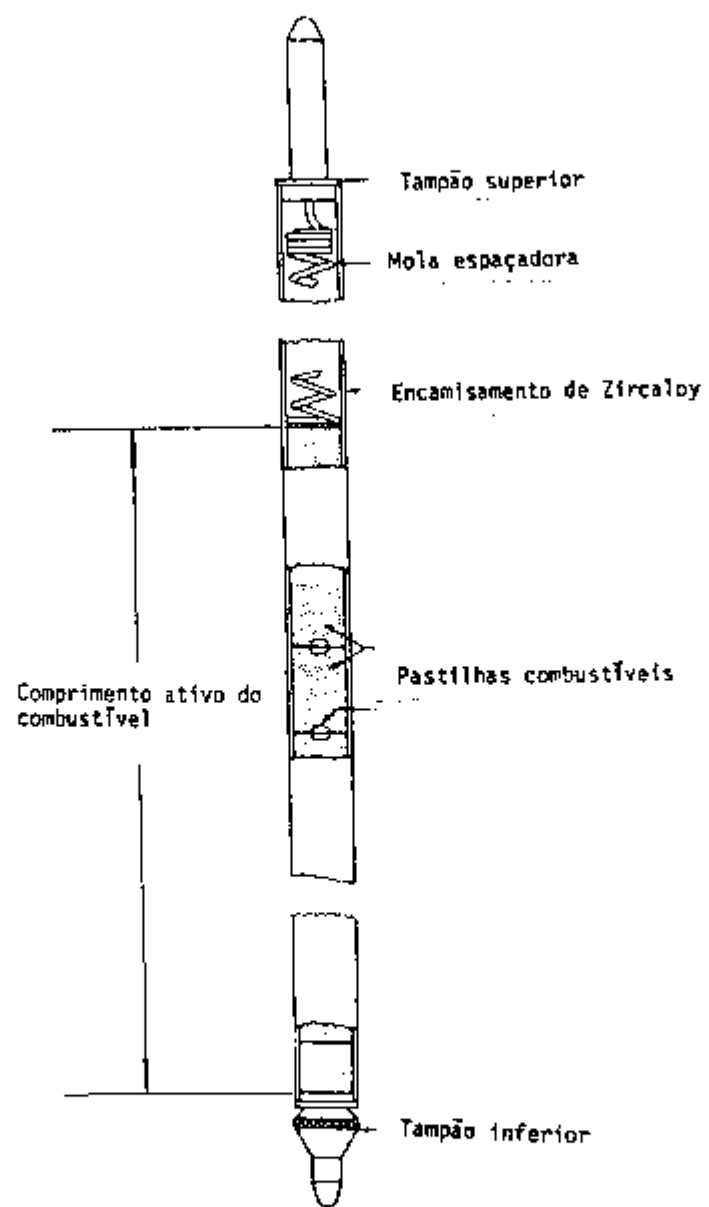 Tampão superior
Mola espaçadora
Encamisamento de Zircaloy
Pastilhas combustíveis
Comprimento ativo do
combustível
Tampão inferior